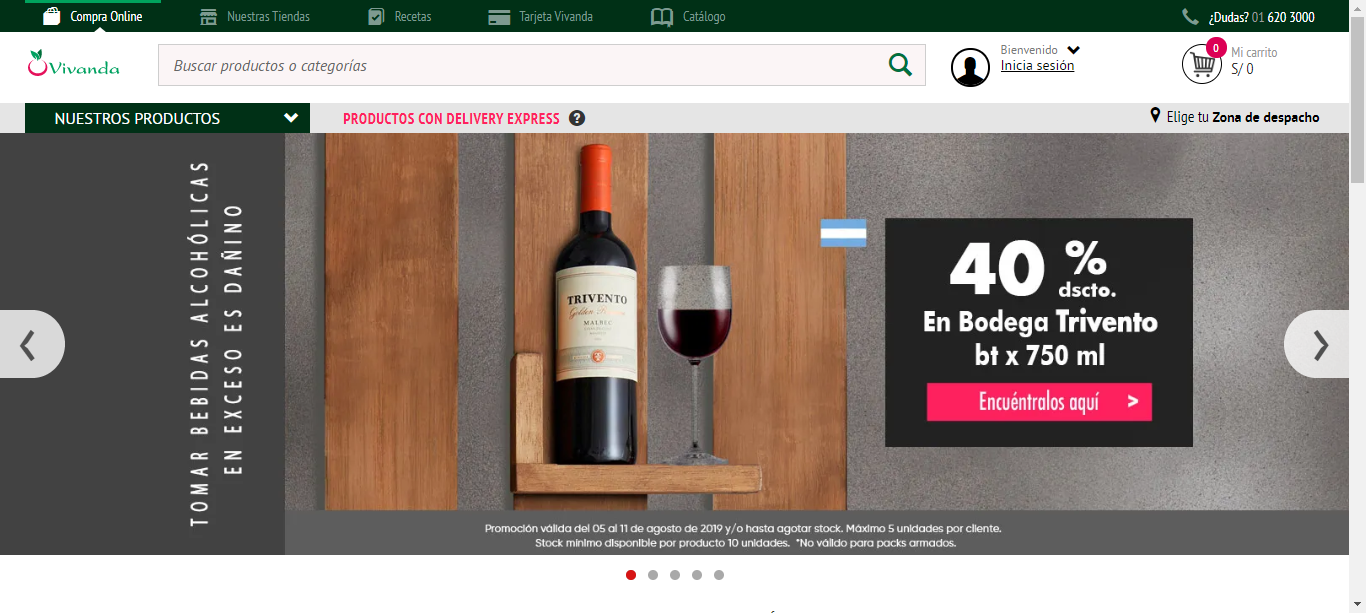 Compra Online
Nuestras Tiendas
Recetas
Tarjeta Vivanda
Catálogo
¿Dudas? 01 620 3000
Vivanda
Buscar productos o categorías
Bienvenido
Inicia sesión
0
Mi carrito
S/ 0
NUESTROS PRODUCTOS
PRODUCTOS CON DELIVERY EXPRESS ?
Elige tu Zona de despacho
TOMAR BEBIDAS ALCOHÓLICAS
EN EXCESO ES DAÑINO
TRIVENTO
MALBEC
40 %
dscto.
En Bodega Trivento
bt x 750 ml
Encuéntralos aquí >
Promoción válida del 05 al 11 de agosto de 2019 y/o hasta agotar stock. Máximo 5 unidades por cliente.
Stock mínimo disponible por producto 10 unidades. *No válido para packs armados.